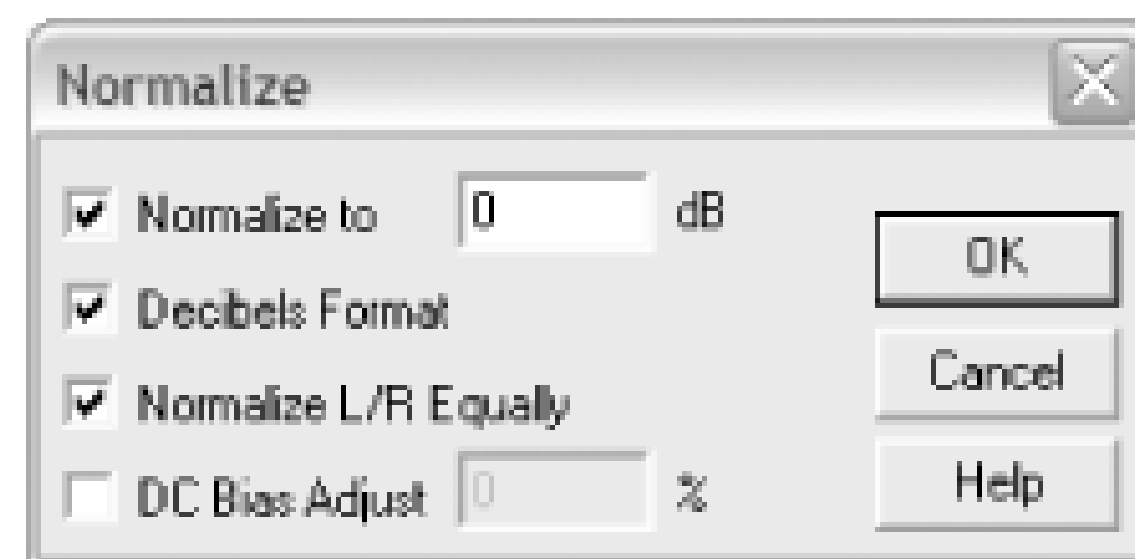 Normalize
Normalize to 0 dB
Decibels Format
Normalize L/R Equally
DC Bias Adjust 0 %
OK
Cancel
Help